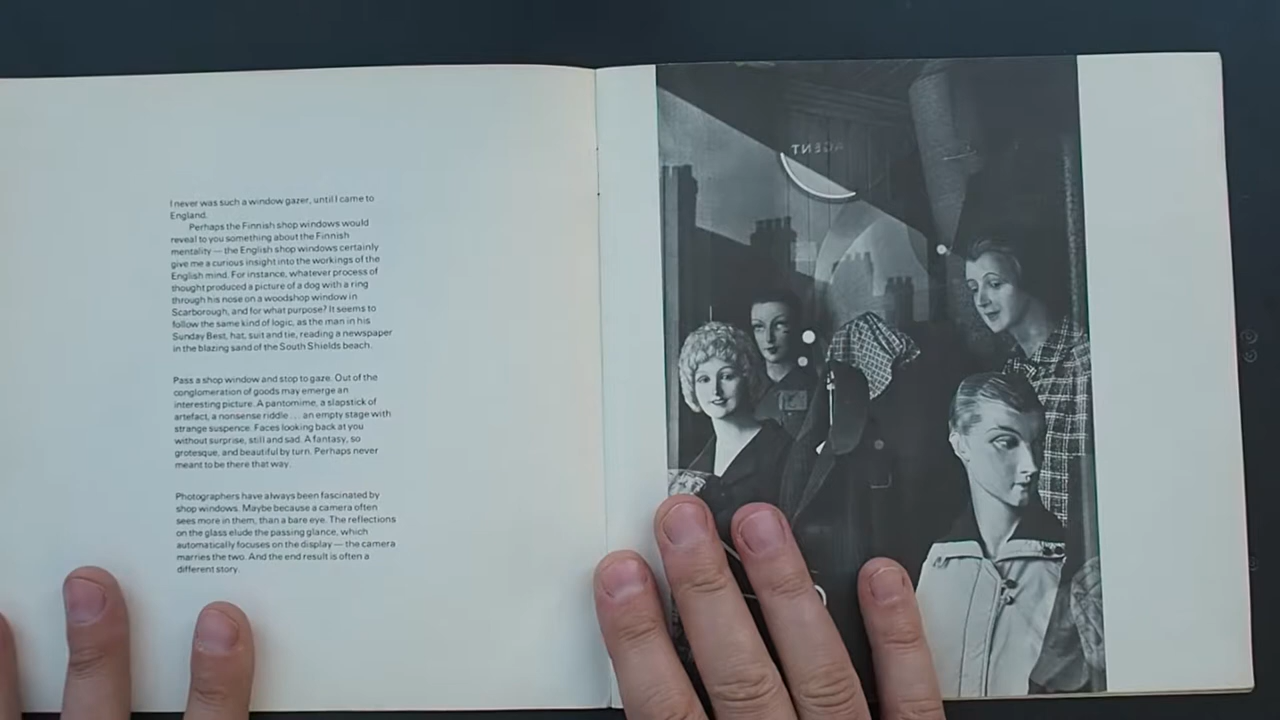 I never was such a window gazer, until I came to
England.
Perhaps the Finnish shop windows would
reveal to you something about the Finnish
mentality — the English shop windows certainly
give me a curious insight into the workings of the
English mind. For instance, whatever process of
thought produced a picture of a dog with a ring
through his nose on a woodshop window in
Scarborough, and for what purpose? It seems to
follow the same kind of logic, as the man in his
Sunday Best, hat, suit and tie, reading a newspaper
in the blazing sand of the South Shields beach.
Pass a shop window and stop to gaze. Out of the
conglomeration of goods may emerge an
interesting picture. A pantomime, a slapstick of
artefact, a nonsense riddle . . . an empty stage with
strange suspence. Faces looking back at you
without surprise, still and sad. A fantasy, so
grotesque, and beautiful by turn. Perhaps never
meant to be there that way.
Photographers have always been fascinated by
shop windows. Maybe because a camera often
sees more in them, than a bare eye. The reflections
on the glass elude the passing glance, which
automatically focuses on the display — the camera
marries the two. And the end result is often a
different story.
AGENT